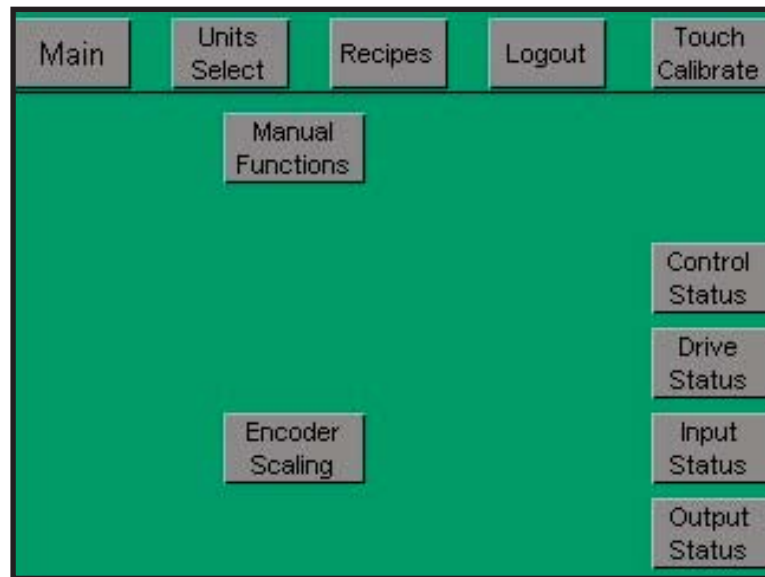 Main
Units
Select
Recipes
Logout
Touch
Calibrate
Manual
Functions
Control
Status
Drive
Status
Encoder
Scaling
Input
Status
Output
Status